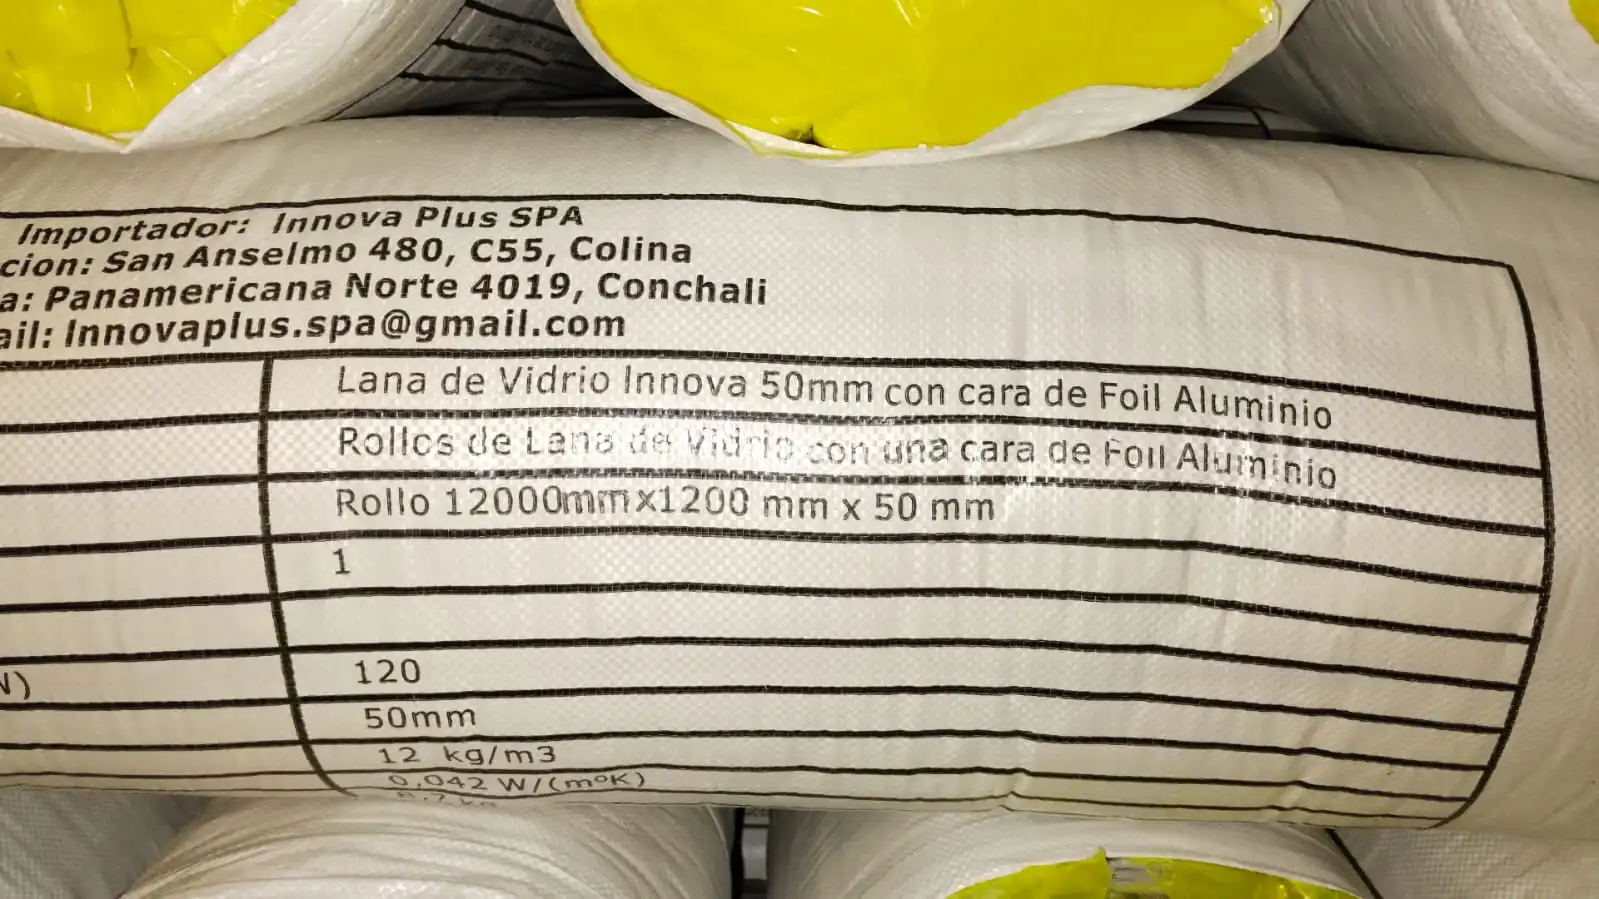 Importador: Innova Plus SPA
cion: San Anselmo 480, C55, Colina
a: Panamericana Norte 4019, Conchali
ail: Innovaplus.spa@gmail.com
Lana de Vidrio Innova 50mm con cara de Foil Aluminio
Rollos de Lana de Vidrio con una cara de Foil Aluminio
Rollo 12000mmx1200 mm x 50 mm
1
120
50mm
12 kg/m3
0,042 W/(mºK)